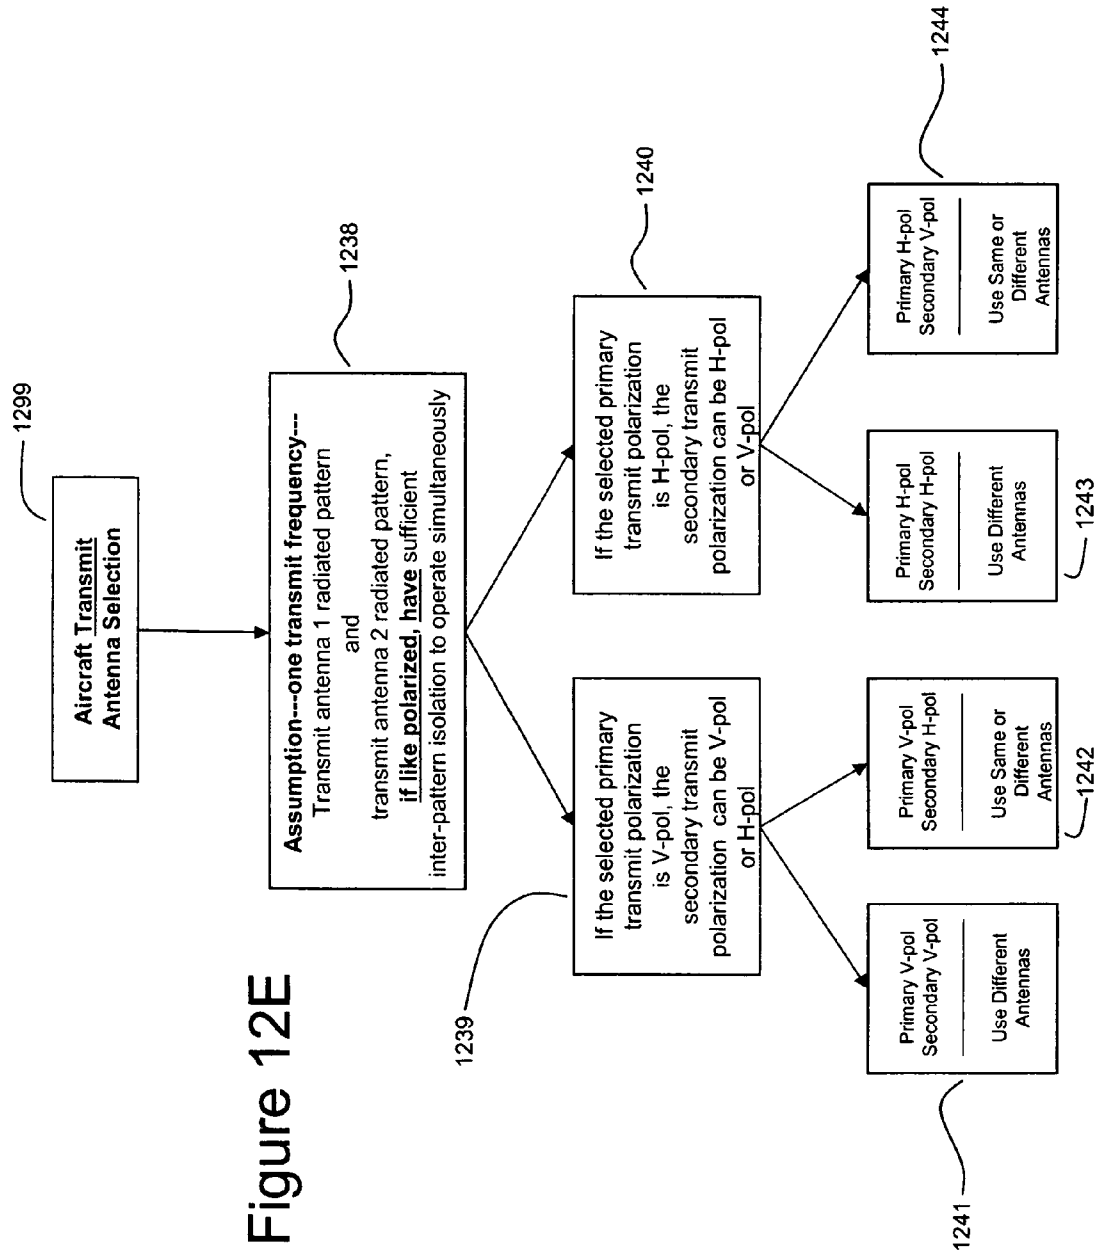 Figure 12E
1299
Aircraft Transmit
Antenna Selection
1238
Assumption---one transmit frequency---
Transmit antenna 1 radiated pattern
and
transmit antenna 2 radiated pattern,
if like polarized, have sufficient
inter-pattern isolation to operate simultaneously
1239
If the selected primary
transmit polarization
is V-pol, the
secondary transmit
polarization can be V-pol
or H-pol
1240
If the selected primary
transmit polarization
is H-pol, the
secondary transmit
polarization can be H-pol
or V-pol
1241
Primary V-pol
Secondary V-pol
Use Different
Antennas
1242
Primary V-pol
Secondary H-pol
Use Same or
Different
Antennas
1243
Primary H-pol
Secondary H-pol
Use Different
Antennas
1244
Primary H-pol
Secondary V-pol
Use Same or
Different
Antennas